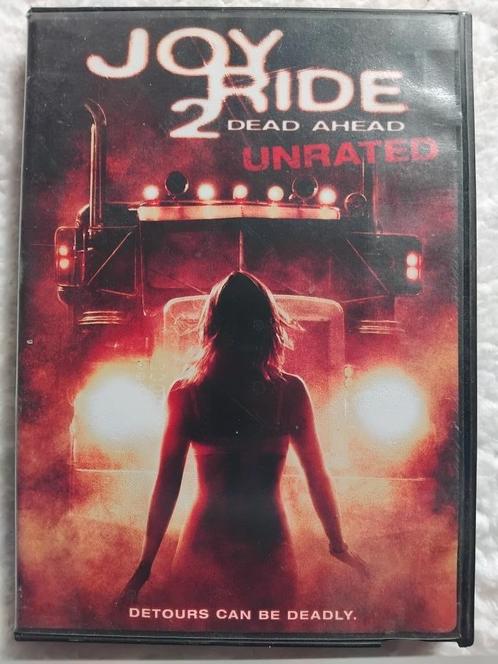 JOY
RIDE
2 DEAD AHEAD
UNRATED
DETOURS CAN BE DEADLY.